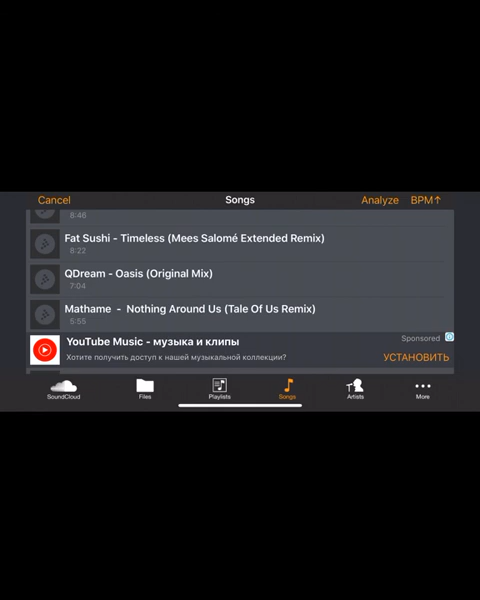 Cancel Songs Analyze BPM↑
8:46
Fat Sushi - Timeless (Mees Salomé Extended Remix)
8:22
QDream - Oasis (Original Mix)
7:04
Mathame - Nothing Around Us (Tale Of Us Remix)
5:55
YouTube Music - музыка и клипы Sponsored
Хотите получить доступ к нашей музыкальной коллекции? УСТАНОВИТЬ
SoundCloud Files Playlists Songs Artists More